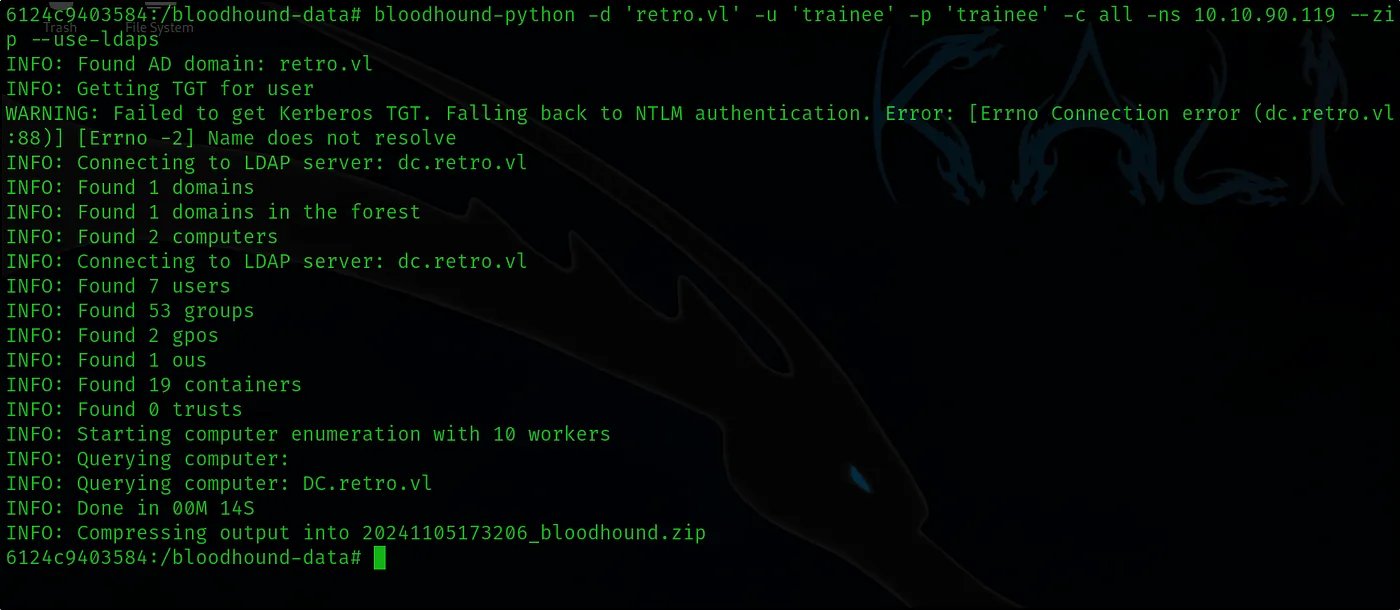 6124c9403584:/bloodhound-data# bloodhound-python -d 'retro.vl' -u 'trainee' -p 'trainee' -c all -ns 10.10.90.119 --zi
p --use-ldaps
Trash
File System
INFO: Found AD domain: retro.vl
INFO: Getting TGT for user
WARNING: Failed to get Kerberos TGT. Falling back to NTLM authentication. Error: [Errno Connection error (dc.retro.vl
:88)] [Errno -2] Name does not resolve
INFO: Connecting to LDAP server: dc.retro.vl
INFO: Found 1 domains
INFO: Found 1 domains in the forest
INFO: Found 2 computers
INFO: Connecting to LDAP server: dc.retro.vl
INFO: Found 7 users
INFO: Found 53 groups
INFO: Found 2 gpos
INFO: Found 1 ous
INFO: Found 19 containers
INFO: Found 0 trusts
INFO: Starting computer enumeration with 10 workers
INFO: Querying computer:
INFO: Querying computer: DC.retro.vl
INFO: Done in 00M 14S
INFO: Compressing output into 20241105173206_bloodhound.zip
6124c9403584:/bloodhound-data#
KALI